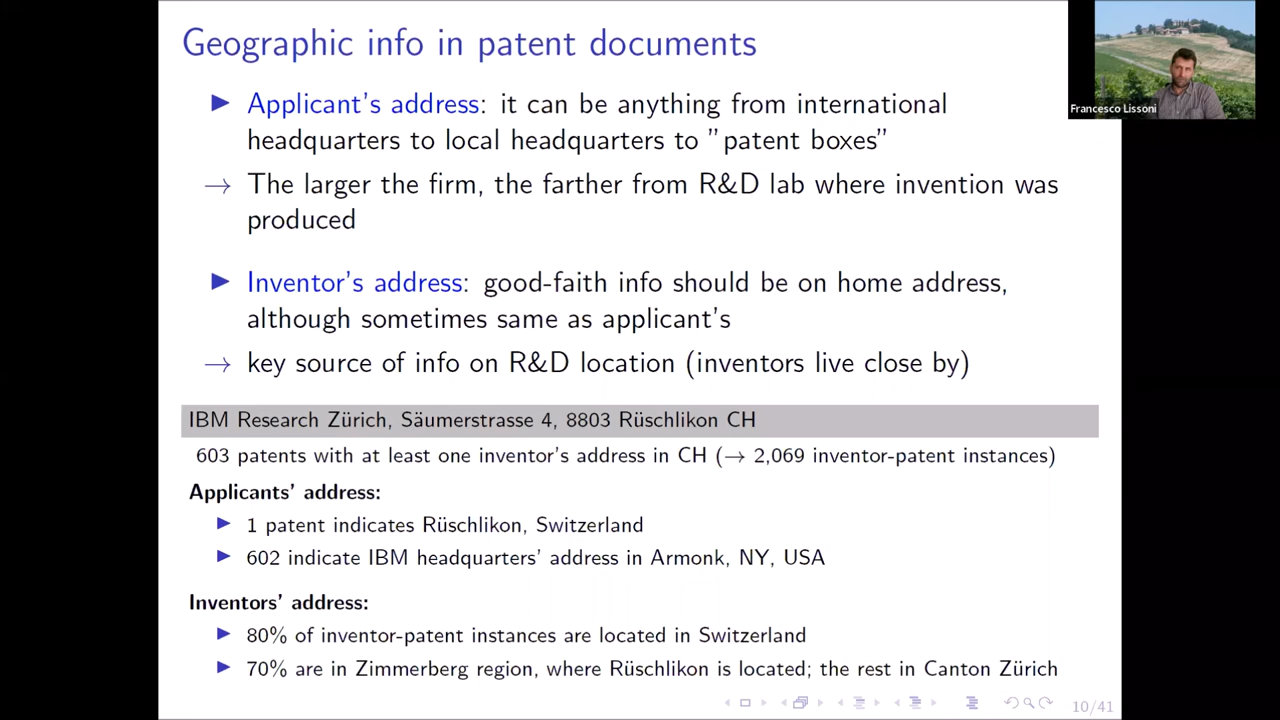 Geographic info in patent documents
Applicant's address: it can be anything from international
headquarters to local headquarters to "patent boxes"
→ The larger the firm, the farther from R&D lab where invention was
produced
Inventor's address: good-faith info should be on home address,
although sometimes same as applicant's
→ key source of info on R&D location (inventors live close by)
IBM Research Zürich, Säumerstrasse 4, 8803 Rüschlikon CH
603 patents with at least one inventor's address in CH (→ 2,069 inventor-patent instances)
Applicants' address:
1 patent indicates Rüschlikon, Switzerland
602 indicate IBM headquarters' address in Armonk, NY, USA
Inventors' address:
80% of inventor-patent instances are located in Switzerland
70% are in Zimmerberg region, where Rüschlikon is located; the rest in Canton Zürich
10/41
Francesco Lissoni